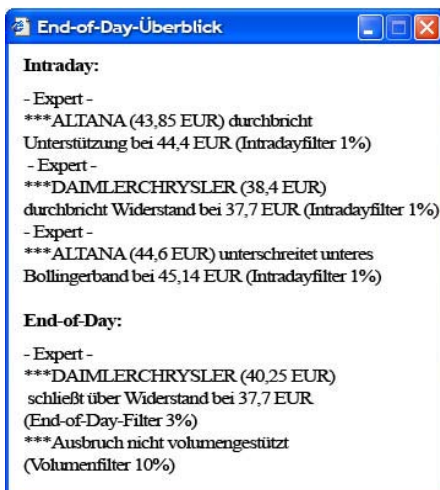 End-of-Day-Überblick
Intraday:
- Expert -
***ALTANA (43,85 EUR) durchbricht
Unterstützung bei 44,4 EUR (Intradayfilter 1%)
- Expert -
***DAIMLERCHRYSLER (38,4 EUR)
durchbricht Widerstand bei 37,7 EUR (Intradayfilter 1%)
- Expert -
***ALTANA (44,6 EUR) unterschreitet unteres
Bollingerband bei 45,14 EUR (Intradayfilter 1%)
End-of-Day:
- Expert -
***DAIMLERCHRYSLER (40,25 EUR)
schließt über Widerstand bei 37,7 EUR
(End-of-Day-Filter 3%)
***Ausbruch nicht volumengestützt
(Volumenfilter 10%)